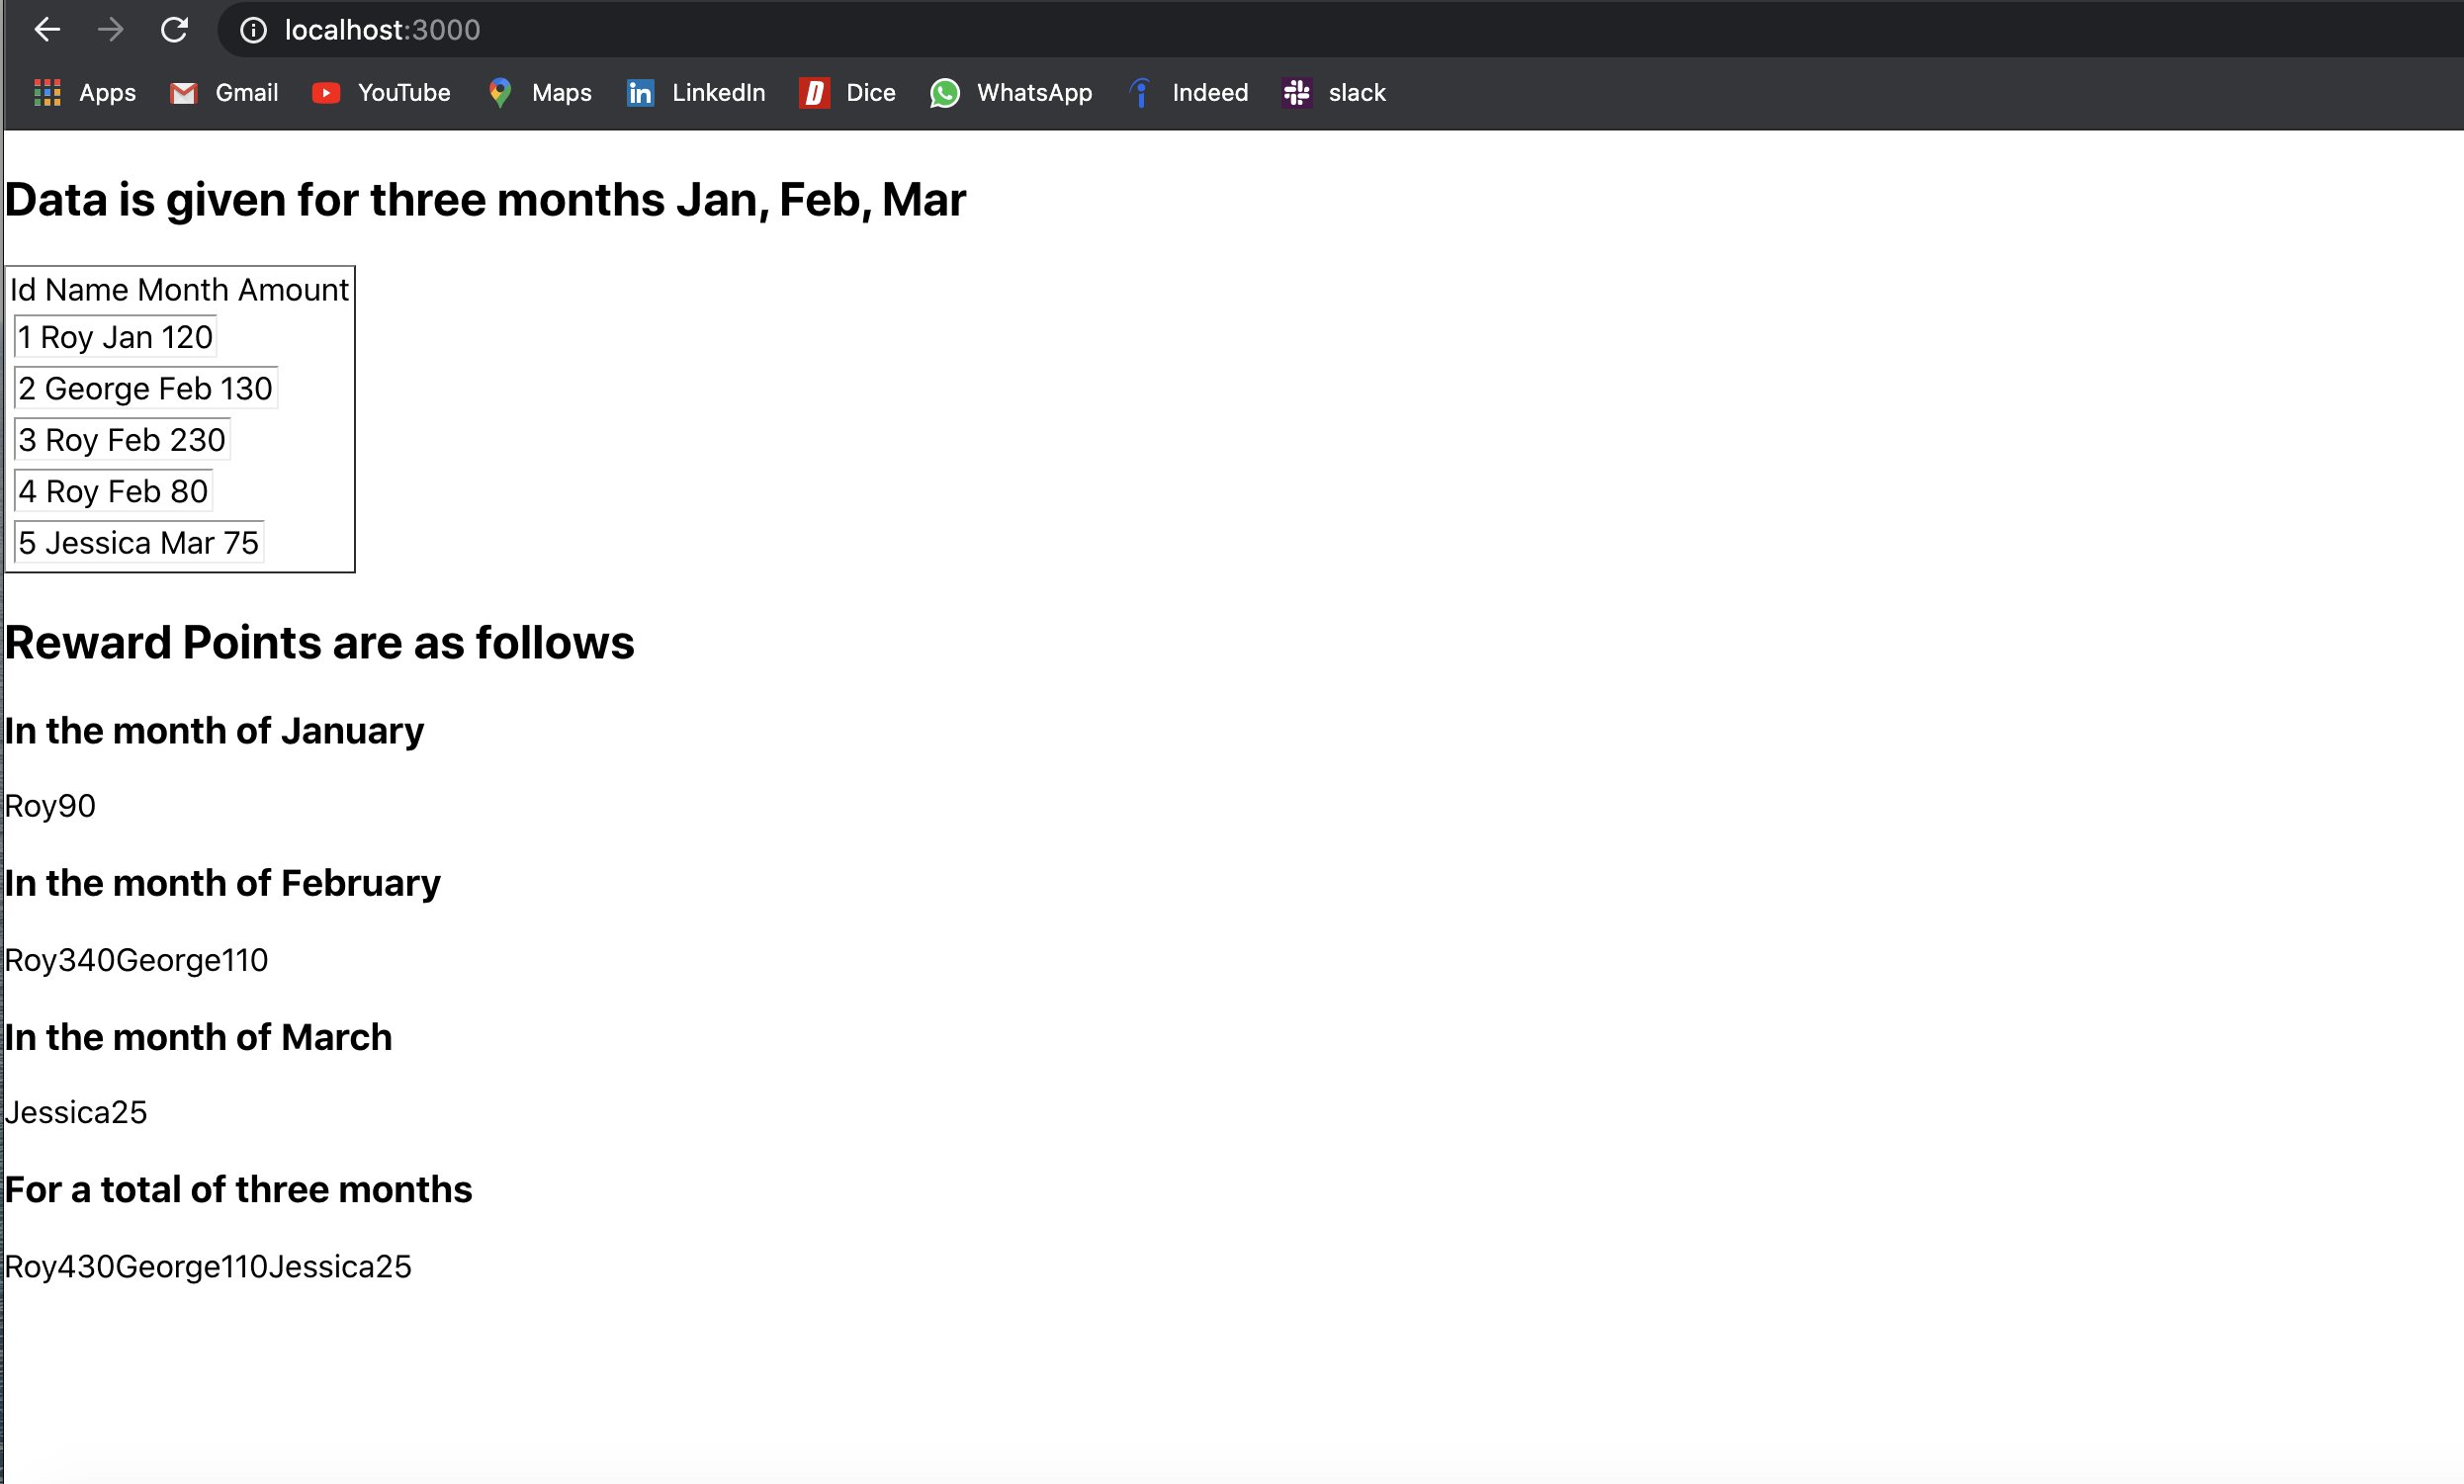 localhost:3000
Apps Gmail YouTube Maps LinkedIn Dice WhatsApp Indeed slack
Data is given for three months Jan, Feb, Mar
Id Name Month Amount
1 Roy Jan 120
2 George Feb 130
3 Roy Feb 230
4 Roy Feb 80
5 Jessica Mar 75
Reward Points are as follows
In the month of January
Roy90
In the month of February
Roy340George110
In the month of March
Jessica25
For a total of three months
Roy430George110Jessica25